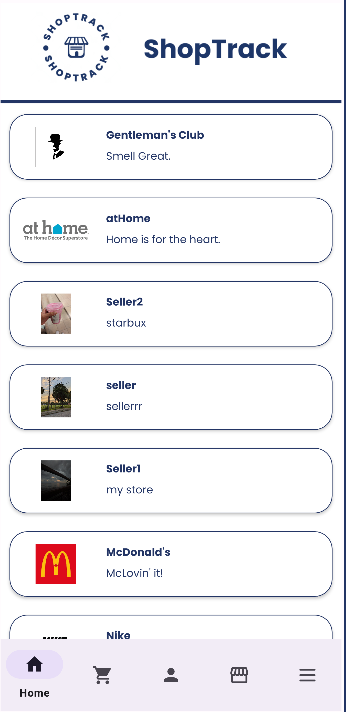 SHOPTRACK
SHOPTRACK
ShopTrack
Gentleman's Club
Smell Great.
at home
The Home Décor Superstore
atHome
Home is for the heart.
Seller2
starbux
seller
sellerrr
Seller1
my store
McDonald's
McLovin' it!
Nike
Home